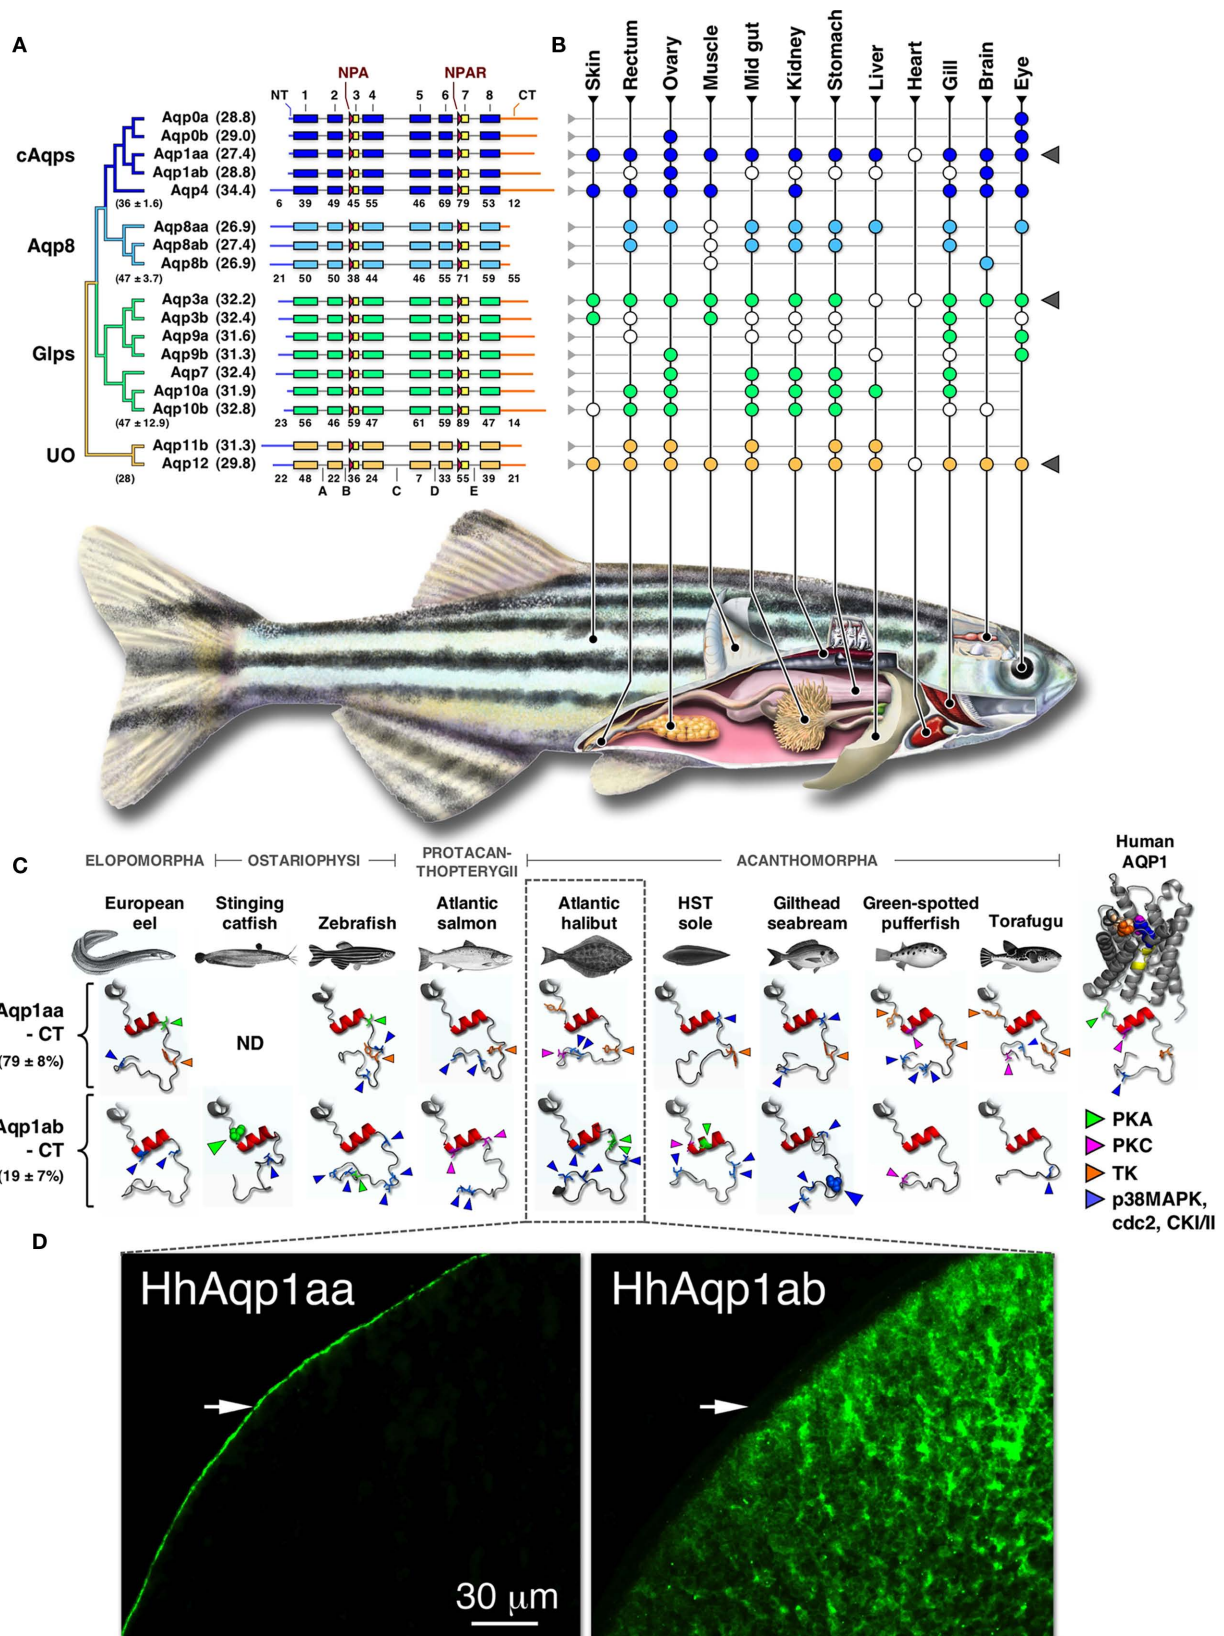 A
NPA
NPAR
NT 1 2 3 4 5 6 7 8 CT
cAqps
Aqp0a (28.8)
Aqp0b (29.0)
Aqp1aa (27.4)
Aqp1ab (28.8)
Aqp4 (34.4)
(36 ± 1.6)
6 39 49 45 55 46 69 79 53 12
Aqp8
Aqp8aa (26.9)
Aqp8ab (27.4)
Aqp8b (26.9)
(47 ± 3.7)
21 50 50 38 44 46 55 71 59 55
Glps
Aqp3a (32.2)
Aqp3b (32.4)
Aqp9a (31.6)
Aqp9b (31.3)
Aqp7 (32.4)
Aqp10a (31.9)
Aqp10b (32.8)
(47 ± 12.9)
23 56 46 59 47 61 59 89 47 14
UO
Aqp11b (31.3)
Aqp12 (29.8)
(28)
22 48 22 36 24 7 33 55 39 21
A B C D E
B
Skin
Rectum
Ovary
Muscle
Mid gut
Kidney
Stomach
Liver
Heart
Gill
Brain
Eye
C
ELOPOMORPHA
OSTARIOPHYSI
PROTACAN-
THOPTERYGII
ACANTHOMORPHA
Human
AQP1
European
eel
Stinging
catfish
Zebrafish
Atlantic
salmon
Atlantic
halibut
HST
sole
Gilthead
seabream
Green-spotted
pufferfish
Torafugu
Aqp1aa
- CT
(79 ± 8%)
ND
Aqp1ab
- CT
(19 ± 7%)
PKA
PKC
TK
p38MAPK,
cdc2, CKI/II
D
HhAqp1aa
30 μm
HhAqp1ab